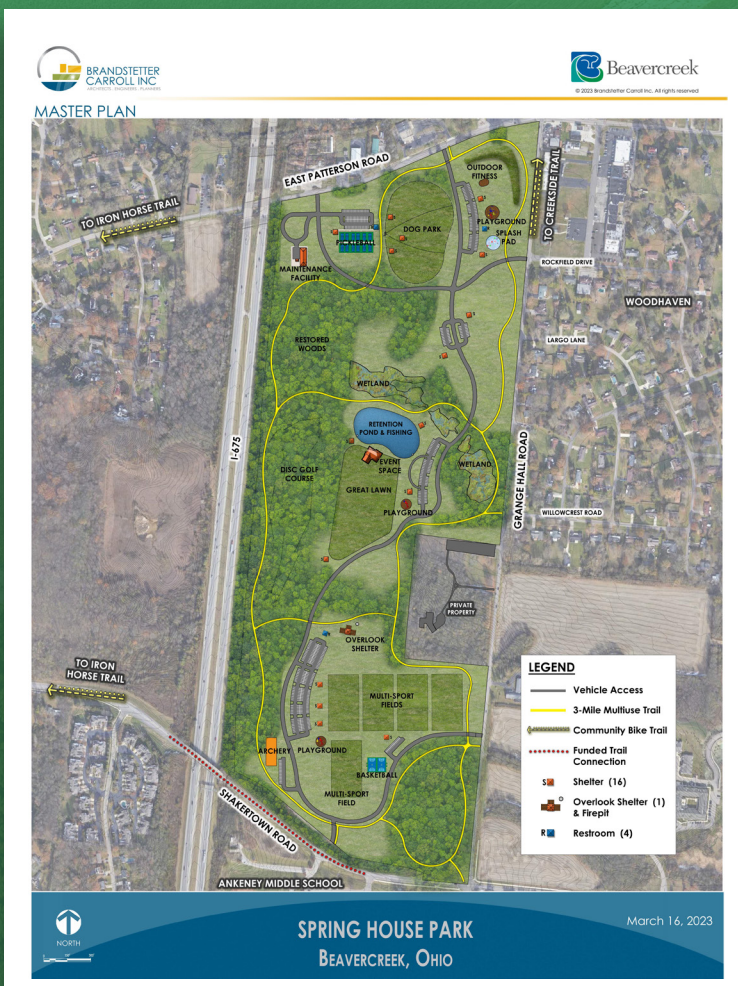 BRANDSTETTER
CARROLL INC
ARCHITECTS . ENGINEERS . PLANNERS
Beavercreek
© 2023 Brandstetter Carroll Inc. All rights reserved
MASTER PLAN
EAST PATTERSON ROAD
TO IRON HORSE TRAIL
OUTDOOR
FITNESS
TO CREEKSIDE TRAIL
PLAYGROUND
SPLASH
PAD
DOG PARK
PICKLEBALL
MAINTENANCE
FACILITY
ROCKFIELD DRIVE
WOODHAVEN
RESTORED
WOODS
LARGO LANE
WETLAND
RETENTION
POND & FISHING
I-675
EVENT
SPACE
WETLAND
DISC GOLF
COURSE
GREAT LAWN
GRANGE HALL ROAD
PLAYGROUND
WILLOWCREST ROAD
PRIVATE
PROPERTY
OVERLOOK
SHELTER
TO IRON
HORSE TRAIL
MULTI-SPORT
FIELDS
ARCHERY
PLAYGROUND
BASKETBALL
MULTI-SPORT
FIELD
SHAKERTOWN ROAD
ANKENEY MIDDLE SCHOOL
LEGEND
Vehicle Access
3-Mile Multiuse Trail
Community Bike Trail
Funded Trail
Connection
S Shelter (16)
Overlook Shelter (1)
& Firepit
R Restroom (4)
NORTH
SPRING HOUSE PARK
BEAVERCREEK, OHIO
March 16, 2023